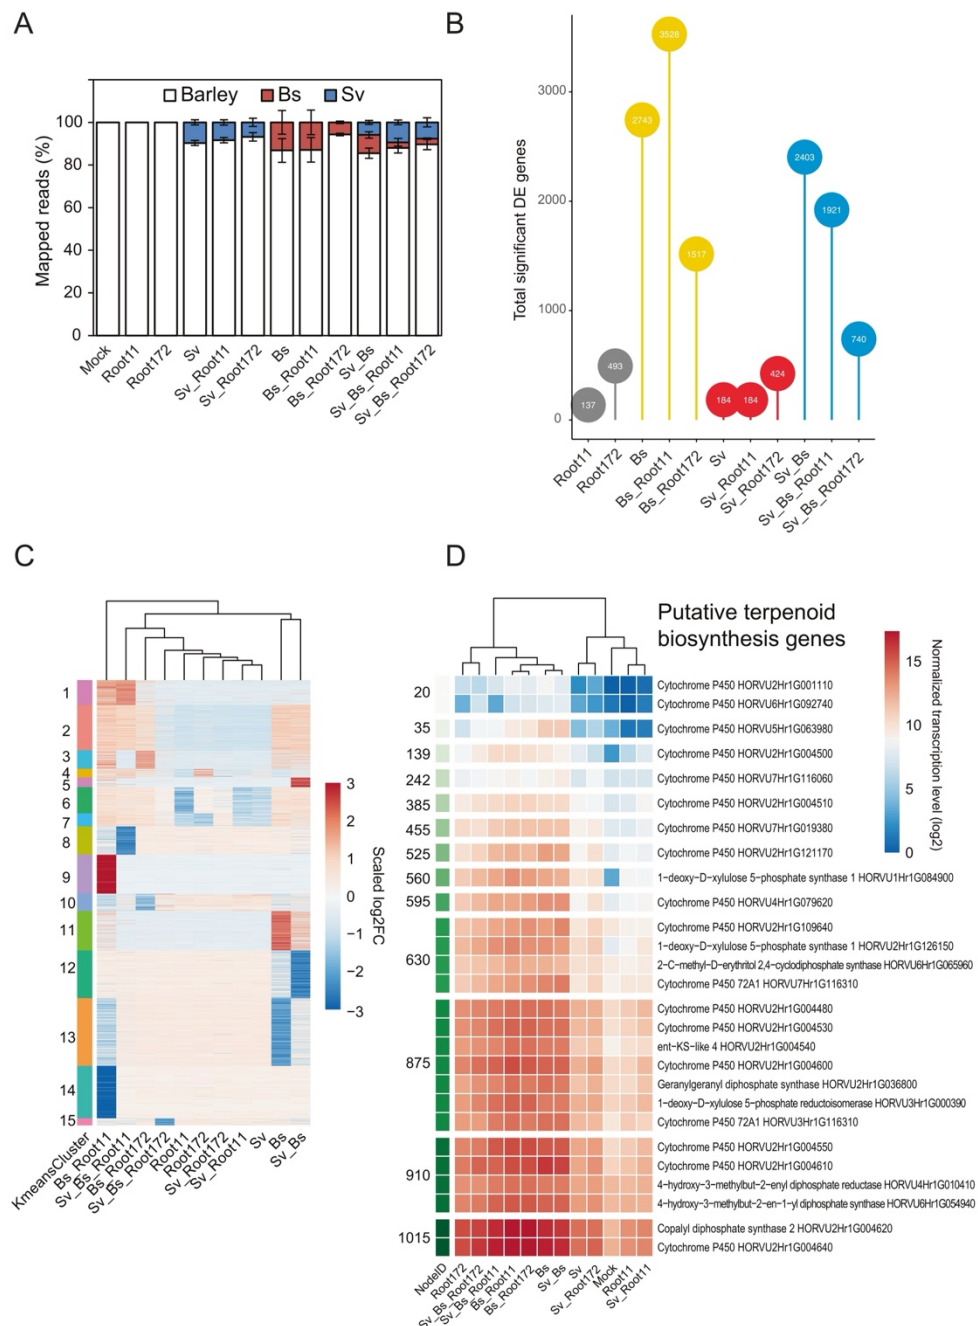 A
Barley Bs Sv
Mapped reads (%)
100
80
60
40
20
0
Mock
Root11
Root172
Sv
Sv_Root11
Sv_Root172
Bs
Bs_Root11
Bs_Root172
Sv_Bs
Sv_Bs_Root11
Sv_Bs_Root172
B
Total significant DE genes
3000
2000
1000
0
137
493
2743
3528
1517
184
184
424
2403
1921
740
Root11
Root172
Bs
Bs_Root11
Bs_Root172
Sv
Sv_Root11
Sv_Root172
Sv_Bs
Sv_Bs_Root11
Sv_Bs_Root172
C
1
2
3
4
5
6
7
8
9
10
11
12
13
14
15
KmeansCluster
Bs_Root11
Sv_Bs_Root11
Bs_Root172
Sv_Bs_Root172
Root11
Root172
Sv_Root172
Sv_Root11
Sv
Bs
Sv_Bs
3
2
1
0
−1
−2
−3
Scaled log2FC
D
Putative terpenoid
biosynthesis genes
15
10
5
0
Normalized transcription level (log2)
20
Cytochrome P450 HORVU2Hr1G001110
Cytochrome P450 HORVU6Hr1G092740
35
Cytochrome P450 HORVU5Hr1G063980
139
Cytochrome P450 HORVU2Hr1G004500
242
Cytochrome P450 HORVU7Hr1G116060
385
Cytochrome P450 HORVU2Hr1G004510
455
Cytochrome P450 HORVU7Hr1G019380
525
Cytochrome P450 HORVU2Hr1G121170
560
1−deoxy−D−xylulose 5−phosphate synthase 1 HORVU1Hr1G084900
595
Cytochrome P450 HORVU4Hr1G079620
630
Cytochrome P450 HORVU2Hr1G109640
1−deoxy−D−xylulose 5−phosphate synthase 1 HORVU2Hr1G126150
2−C−methyl−D−erythritol 2,4−cyclodiphosphate synthase HORVU6Hr1G065960
Cytochrome P450 72A1 HORVU7Hr1G116310
875
Cytochrome P450 HORVU2Hr1G004480
Cytochrome P450 HORVU2Hr1G004530
ent−KS−like 4 HORVU2Hr1G004540
Cytochrome P450 HORVU2Hr1G004600
Geranylgeranyl diphosphate synthase HORVU2Hr1G036800
1−deoxy−D−xylulose 5−phosphate reductoisomerase HORVU3Hr1G000390
Cytochrome P450 72A1 HORVU3Hr1G116310
910
Cytochrome P450 HORVU2Hr1G004550
Cytochrome P450 HORVU2Hr1G004610
4−hydroxy−3−methylbut−2−enyl diphosphate reductase HORVU4Hr1G010410
4−hydroxy−3−methylbut−2−en−1−yl diphosphate synthase HORVU6Hr1G054940
1015
Copalyl diphosphate synthase 2 HORVU2Hr1G004620
Cytochrome P450 HORVU2Hr1G004640
NodeID
Root172
Sv_Bs_Root172
Sv_Bs_Root11
Bs_Root11
Bs_Root172
Bs
Sv_Bs
Sv
Sv_Root172
Mock
Root11
Sv_Root11